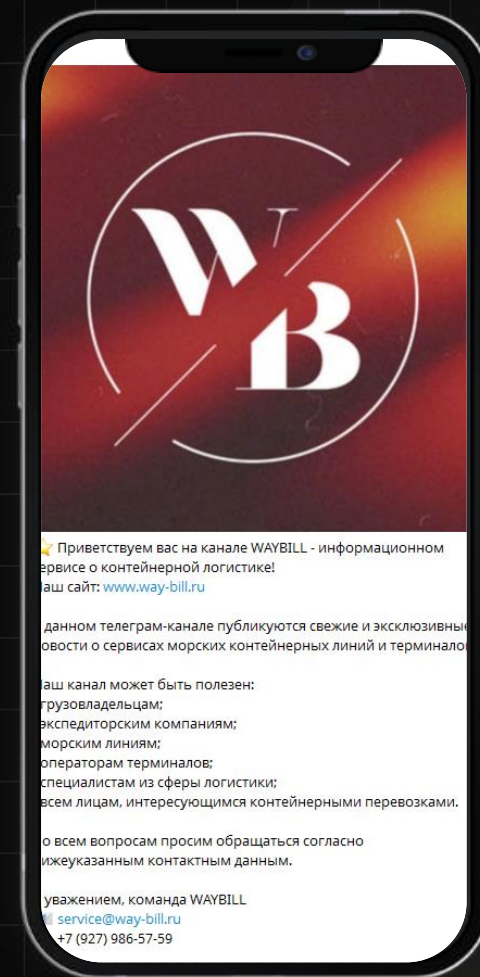 W
B
Приветствуем вас на канале WAYBILL - информационном
ервисе о контейнерной логистике!
аш сайт: www.way-bill.ru
данном телеграм-канале публикуются свежие и эксклюзивные
овости о сервисах морских контейнерных линий и терминало
аш канал может быть полезен:
грузовладельцам;
экспедиторским компаниям;
морским линиям;
операторам терминалов;
специалистам из сферы логистики;
всем лицам, интересующимся контейнерными перевозками.
о всем вопросам просим обращаться согласно
ижеуказанным контактным данным.
уважением, команда WAYBILL
service@way-bill.ru
+7 (927) 986-57-59